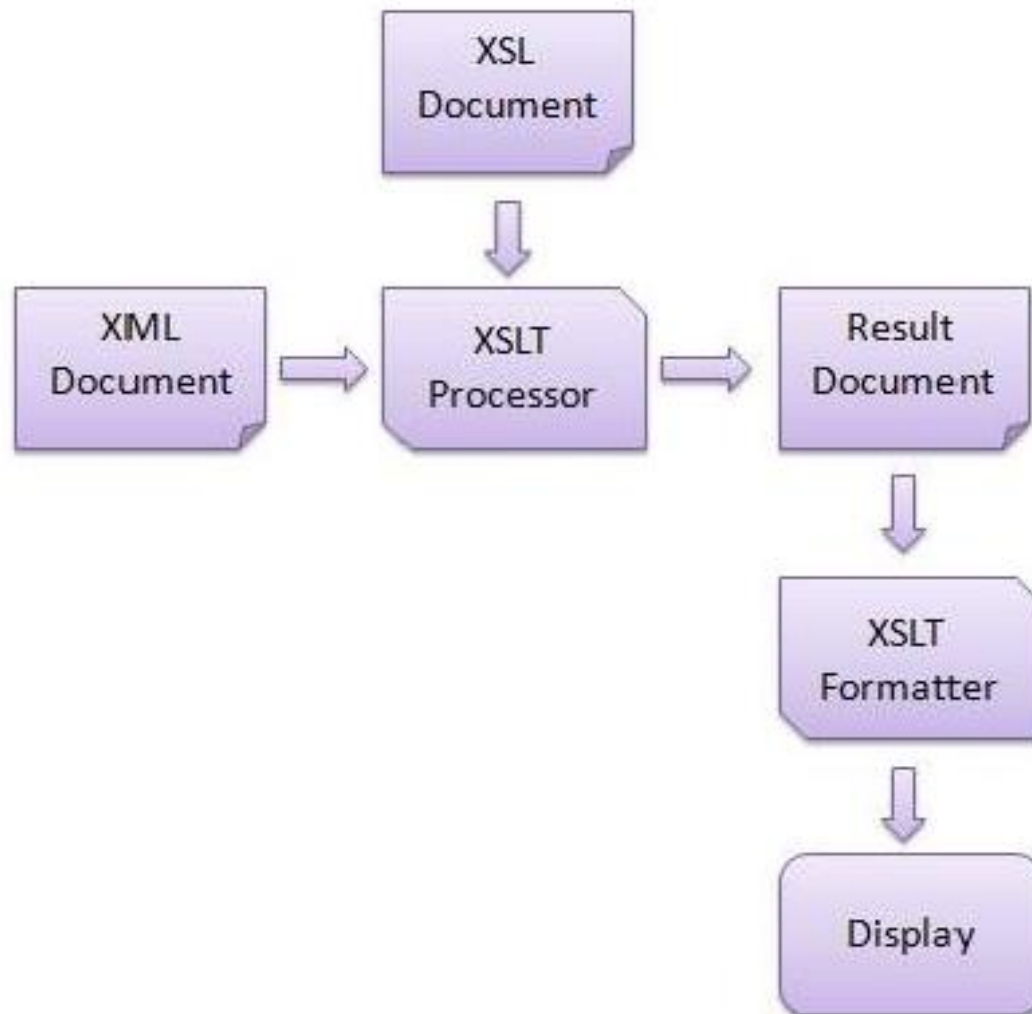 XSL
Document
XML
Document
XSLT
Processor
Result
Document
XSLT
Formatter
Display